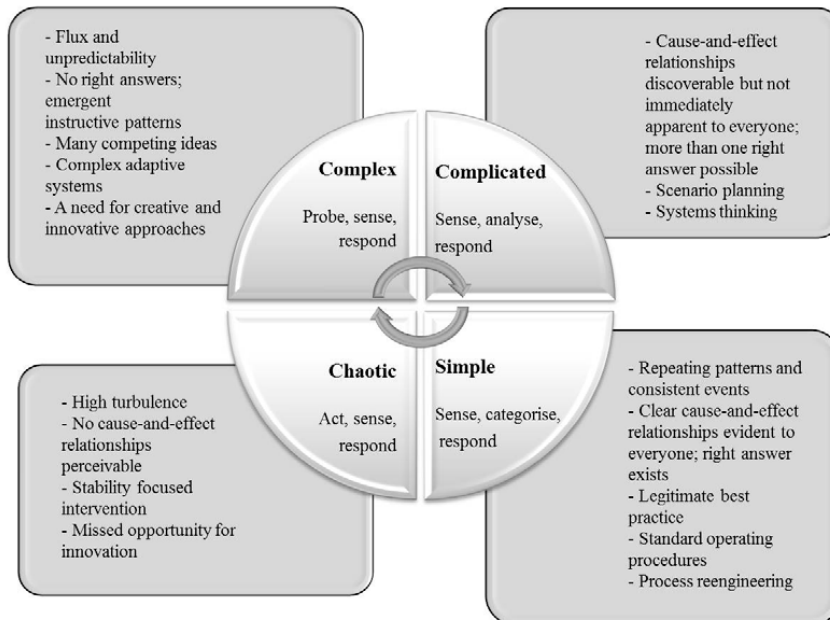 - Flux and
unpredictability
- No right answers;
emergent
instructive patterns
- Many competing ideas
- Complex adaptive
systems
- A need for creative and
innovative approaches
- Cause-and-effect
relationships
discoverable but not
immediately
apparent to everyone;
more than one right
answer possible
- Scenario planning
- Systems thinking
Complex
Probe, sense,
respond
Complicated
Sense, analyse,
respond
Chaotic
Act, sense,
respond
Simple
Sense, categorise,
respond
- High turbulence
- No cause-and-effect
relationships
perceivable
- Stability focused
intervention
- Missed opportunity for
innovation
- Repeating patterns and
consistent events
- Clear cause-and-effect
relationships evident to
everyone; right answer
exists
- Legitimate best
practice
- Standard operating
procedures
- Process reengineering